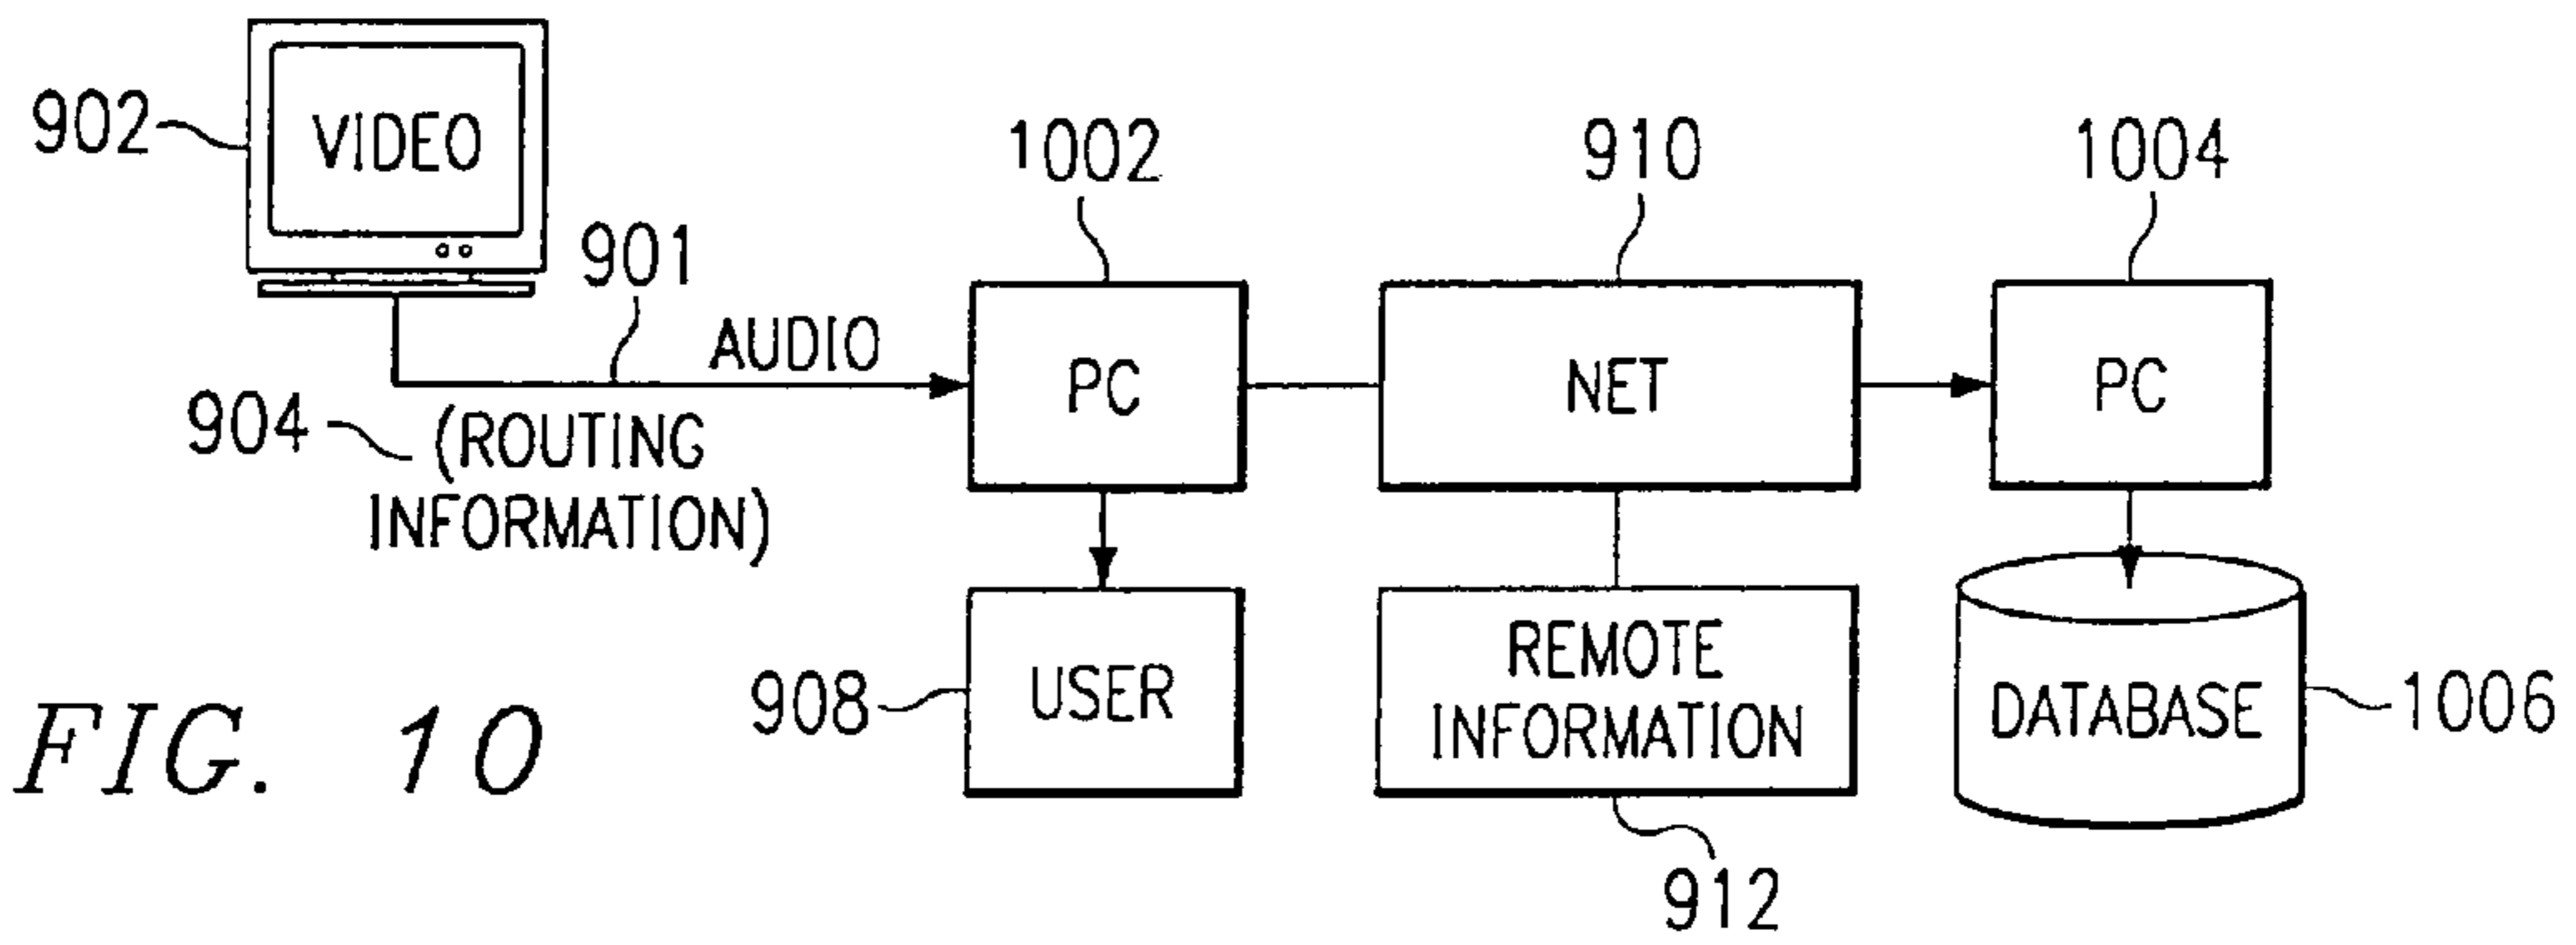 902
VIDEO
901
AUDIO
904
(ROUTING
INFORMATION)
1002
PC
910
NET
1004
PC
908
USER
REMOTE
INFORMATION
912
DATABASE
1006
FIG. 10